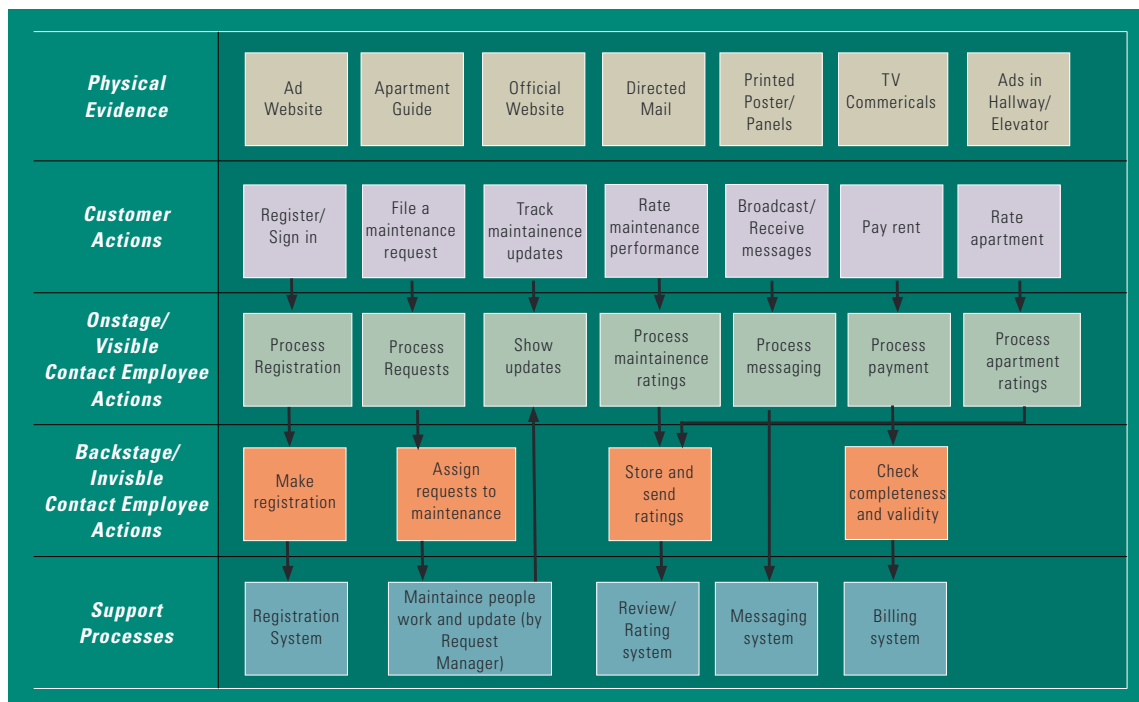 Physical
Evidence
Ad
Website
Apartment
Guide
Official
Website
Directed
Mail
Printed
Poster/
Panels
TV
Commericals
Ads in
Hallway/
Elevator
Customer
Actions
Register/
Sign in
File a
maintenance
request
Track
maintainence
updates
Rate
maintenance
performance
Broadcast/
Receive
messages
Pay rent
Rate
apartment
Onstage/
Visible
Contact Employee
Actions
Process
Registration
Process
Requests
Show
updates
Process
maintainence
ratings
Process
messaging
Process
payment
Process
apartment
ratings
Backstage/
Invisble
Contact Employee
Actions
Make
registration
Assign
requests to
maintenance
Store and
send
ratings
Check
completeness
and validity
Support
Processes
Registration
System
Maintaince people
work and update (by
Request
Manager)
Review/
Rating
system
Messaging
system
Billing
system